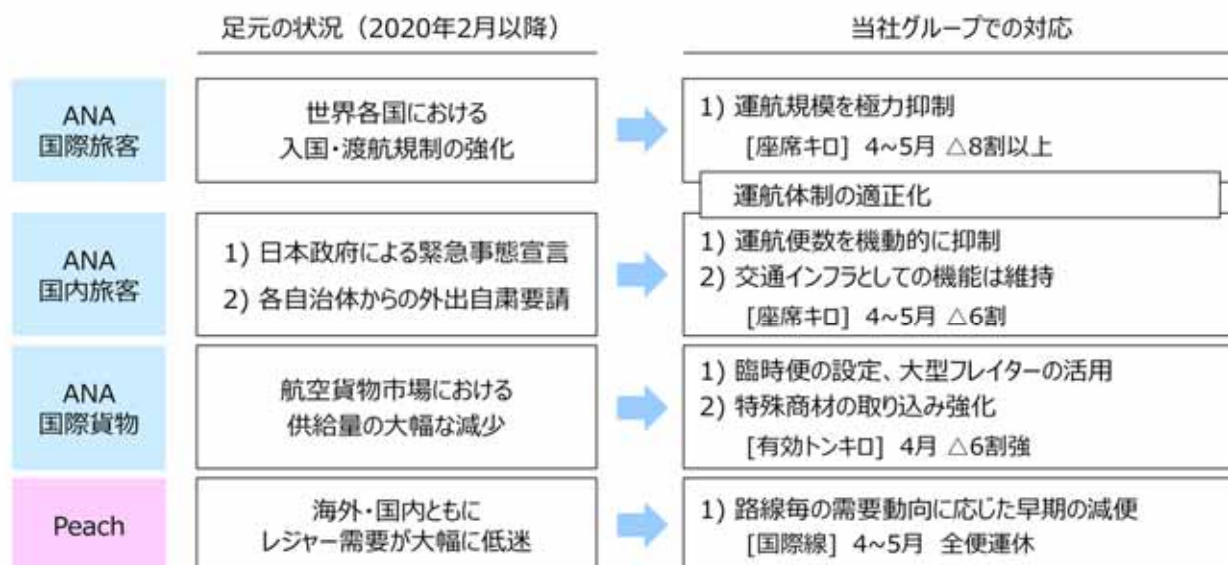 足元の状況（2020年2月以降）
当社グループでの対応
ANA
国際旅客
世界各国における
入国・渡航規制の強化
1) 運航規模を極力抑制
[座席キロ] 4~5月 △8割以上
運航体制の適正化
ANA
国内旅客
1) 日本政府による緊急事態宣言
2) 各自治体からの外出自粛要請
1) 運航便数を機動的に抑制
2) 交通インフラとしての機能は維持
[座席キロ] 4~5月 △6割
ANA
国際貨物
航空貨物市場における
供給量の大幅な減少
1) 臨時便の設定、大型フレイターの活用
2) 特殊商材の取り込み強化
[有効トンキロ] 4月 △6割強
Peach
海外・国内ともに
レジャー需要が大幅に低迷
1) 路線毎の需要動向に応じた早期の減便
[国際線] 4~5月 全便運休